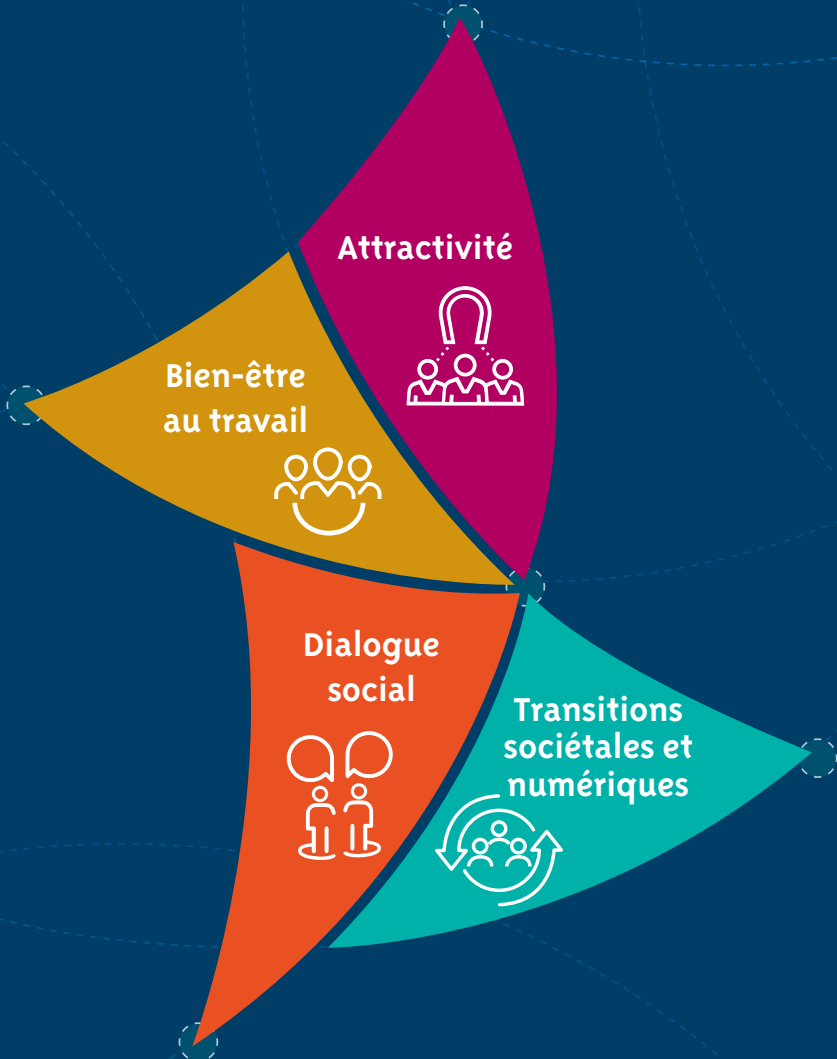 Attractivité
Bien-être
au travail
Dialogue
social
Transitions
sociétales et
numériques